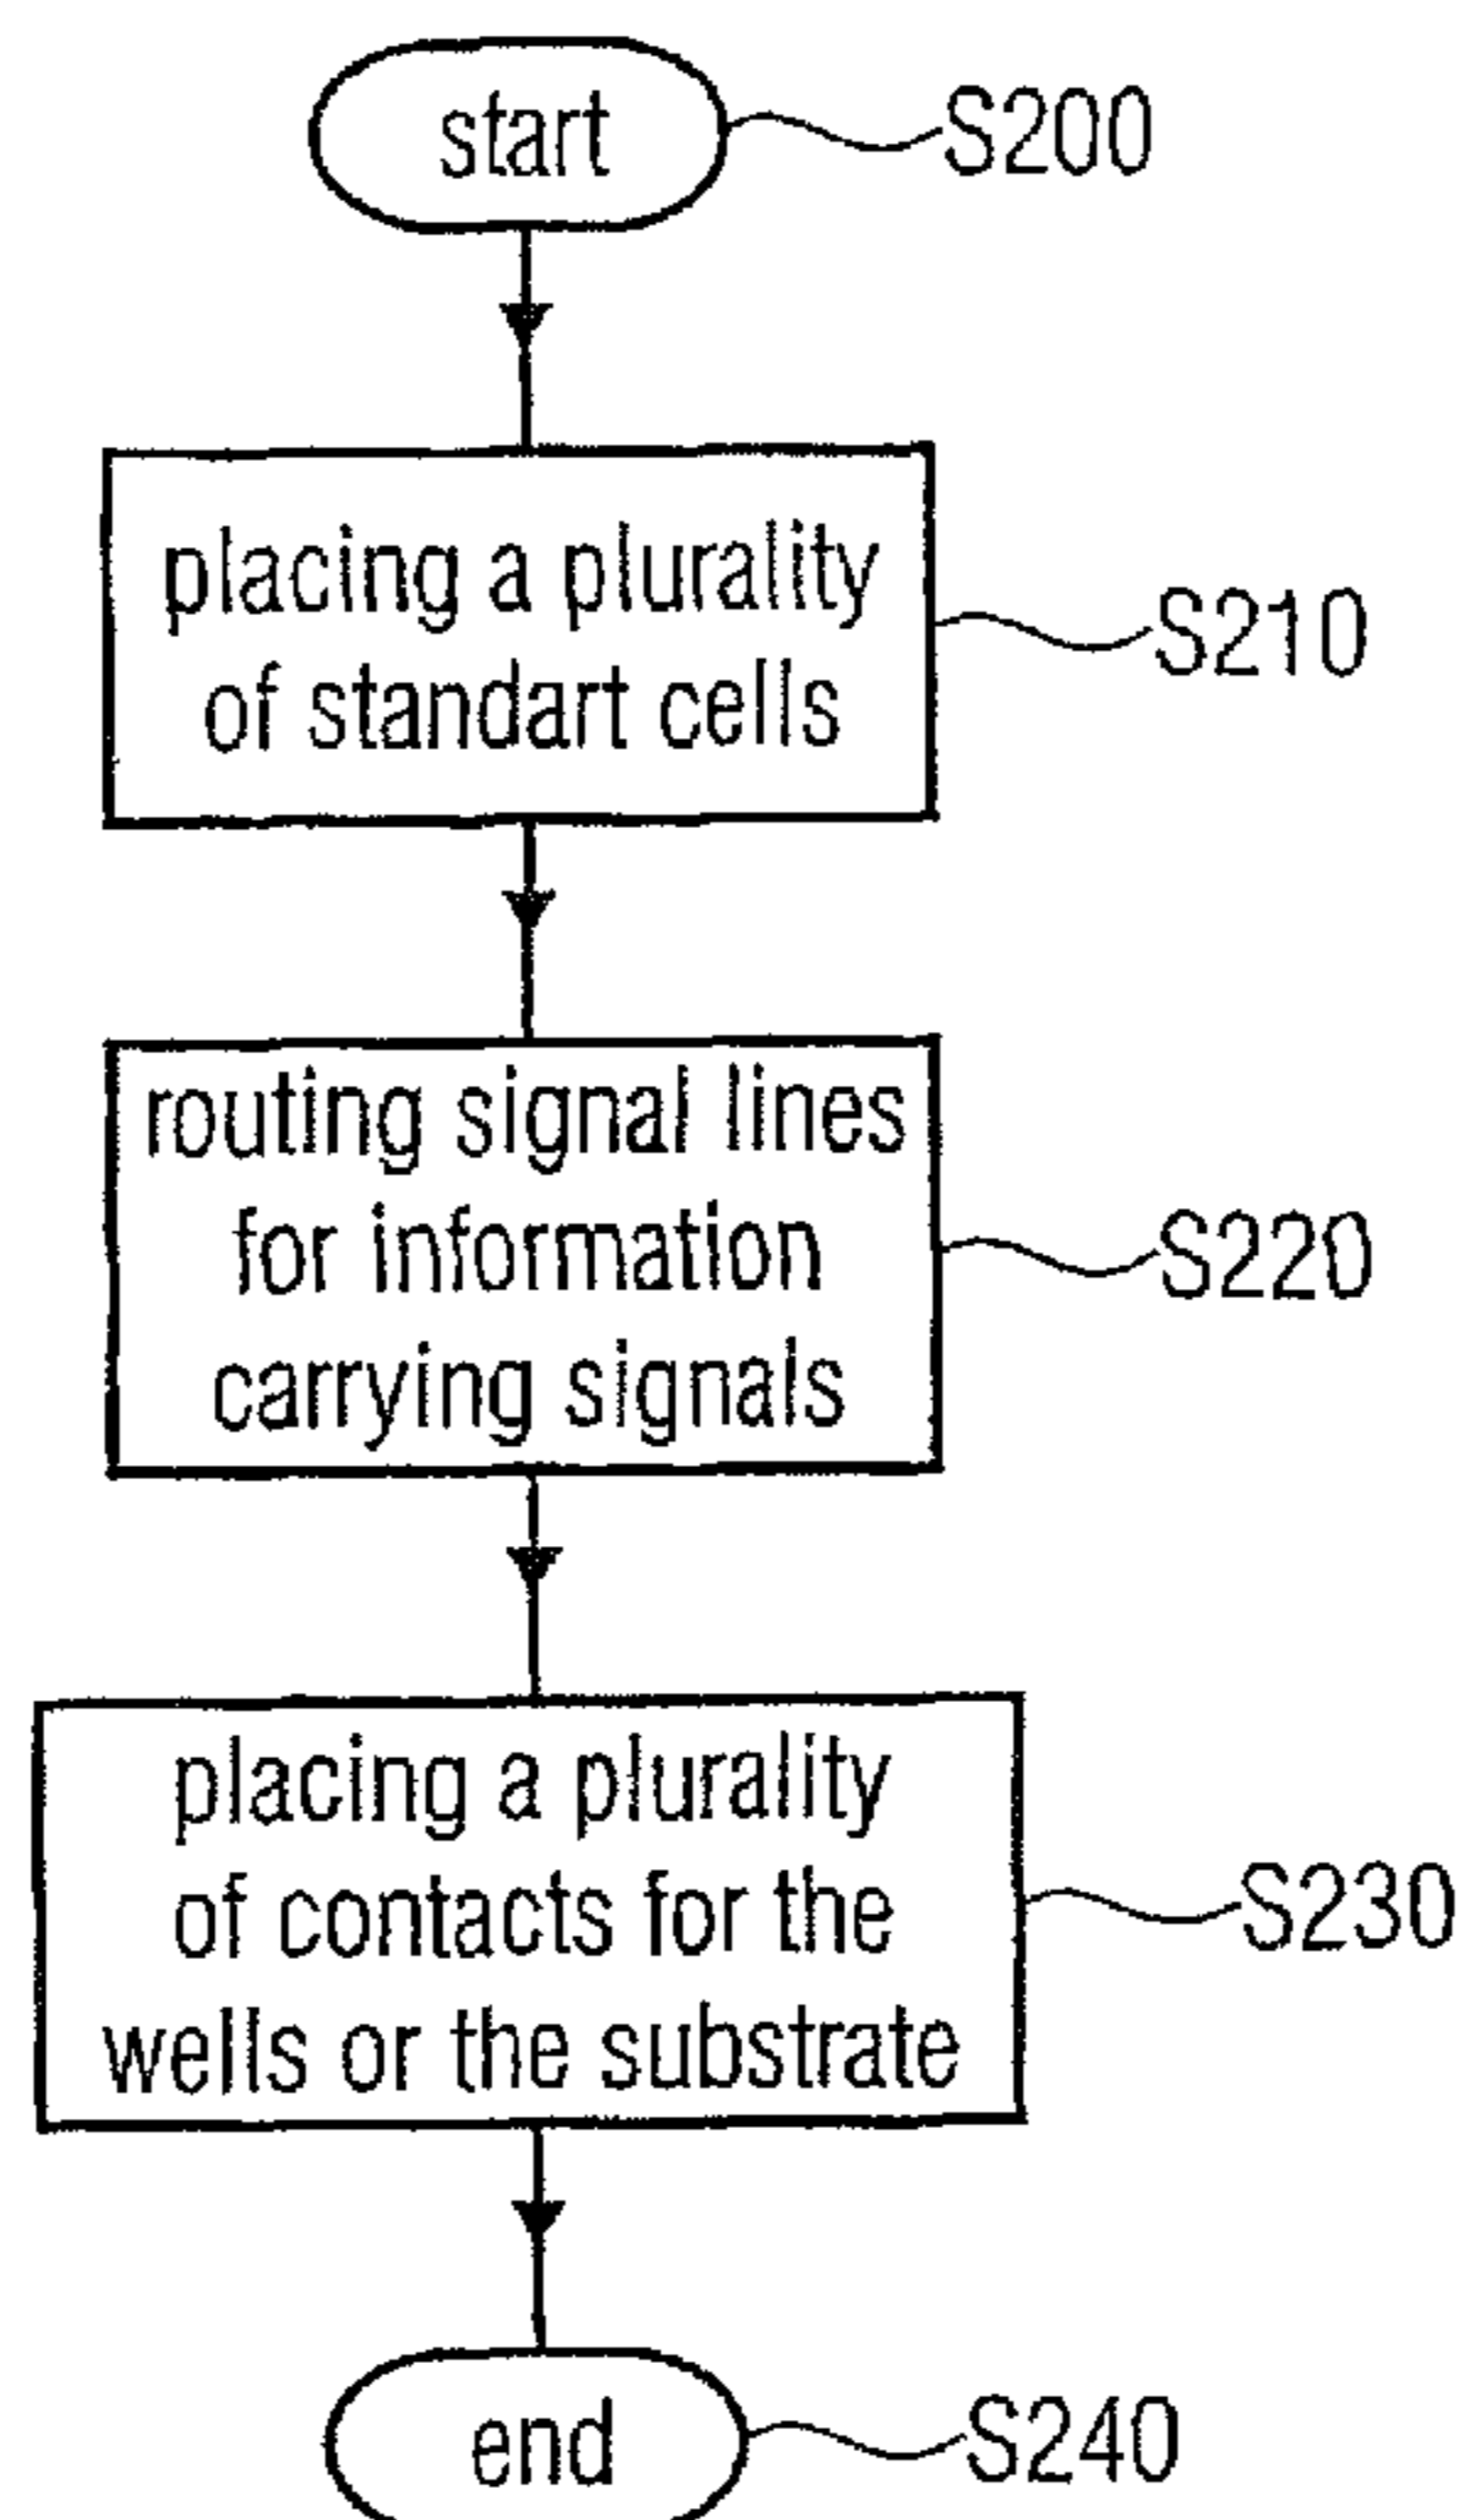 start
S200
placing a plurality
of standart cells
S210
routing signal lines
for information
carrying signals
S220
placing a plurality
of contacts for the
wells or the substrate
S230
end
S240